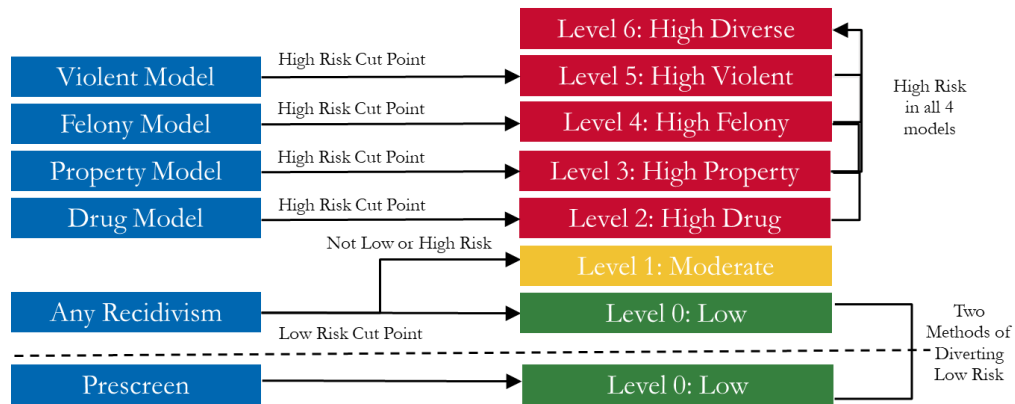 Level 6: High Diverse
Violent Model
High Risk Cut Point
Level 5: High Violent
High Risk
in all 4
models
Felony Model
High Risk Cut Point
Level 4: High Felony
Property Model
High Risk Cut Point
Level 3: High Property
Drug Model
High Risk Cut Point
Level 2: High Drug
Not Low or High Risk
Level 1: Moderate
Any Recidivism
Low Risk Cut Point
Level 0: Low
Two
Methods of
Diverting
Low Risk
Prescreen
Level 0: Low